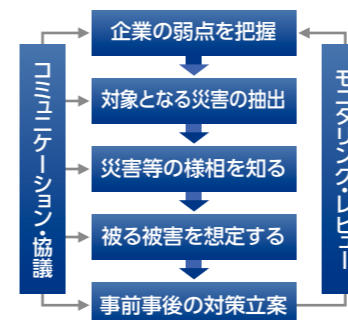 企業の弱点を把握
対象となる災害の抽出
災害等の様相を知る
被る被害を想定する
事前事後の対策立案
コミュニケーション・協議
モニタリング・レビュー